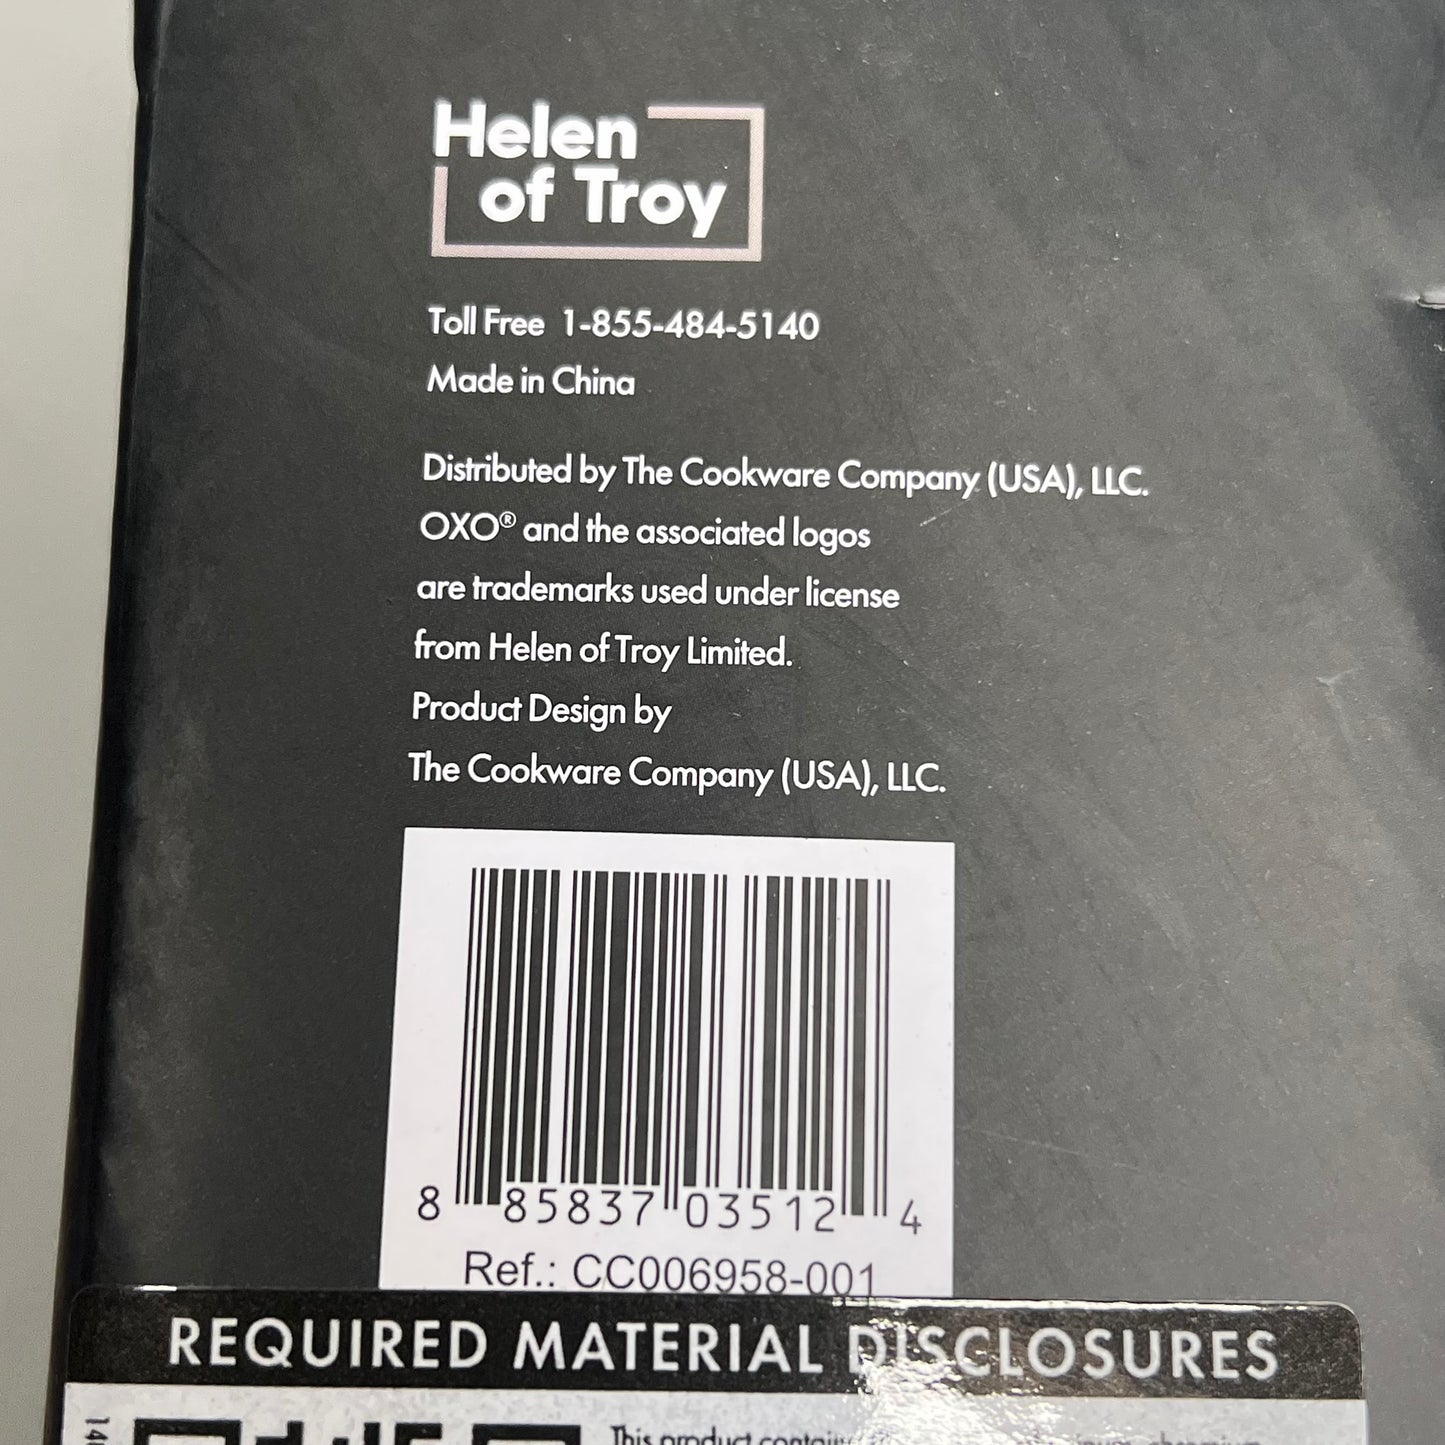 Helen
of Troy
Toll Free 1-855-484-5140
Made in China
Distributed by The Cookware Company (USA), LLC.
OXO® and the associated logos
are trademarks used under license
from Helen of Troy Limited.
Product Design by
The Cookware Company (USA), LLC.
8 85837 03512 4
Ref.: CC006958-001
REQUIRED MATERIAL DISCLOSURES
This product